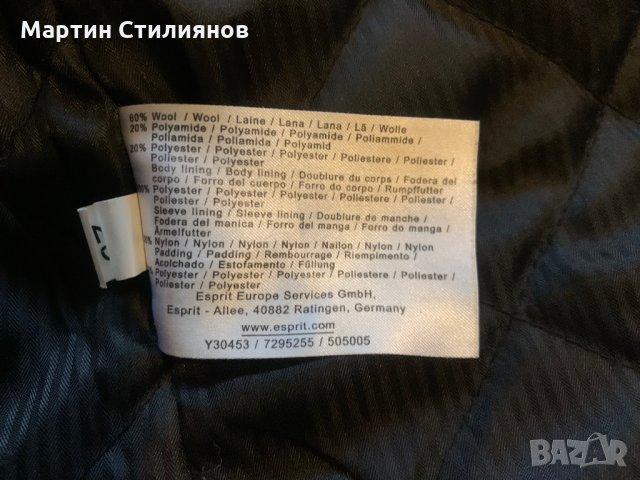 Мартин Стилиянов
60% Wool / Wool / Laine / Lana / Lana / Lã / Wolle
20% Polyamide / Polyamide / Polyamide / Poliammide /
Poliamida / Poliamida / Polyamid
20% Polyester / Polyester / Polyester / Poliestere / Poliester /
Poliester / Polyester
Body lining / Body lining / Doublure du corps / Fodera del
corpo / Forro del cuerpo / Forro do corpo / Rumpffutter
Polyester / Polyester / Polyester / Poliestere / Poliester /
Poliester / Polyester
Sleeve lining / Sleeve lining / Doublure de manche /
Fodera del manica / Forro del manga / Forro do manga /
Ärmelfutter
Nylon / Nylon / Nylon / Nylon / Nailon / Nylon / Nylon
Padding / Padding / Rembourrage / Riempimento /
Acolchado / Estofamento / Füllung
Polyester / Polyester / Polyester / Poliestere / Poliester /
Poliester / Polyester
Esprit Europe Services GmbH,
Esprit - Allee, 40882 Ratingen, Germany
www.esprit.com
Y30453 / 7295255 / 505005
BAZAR